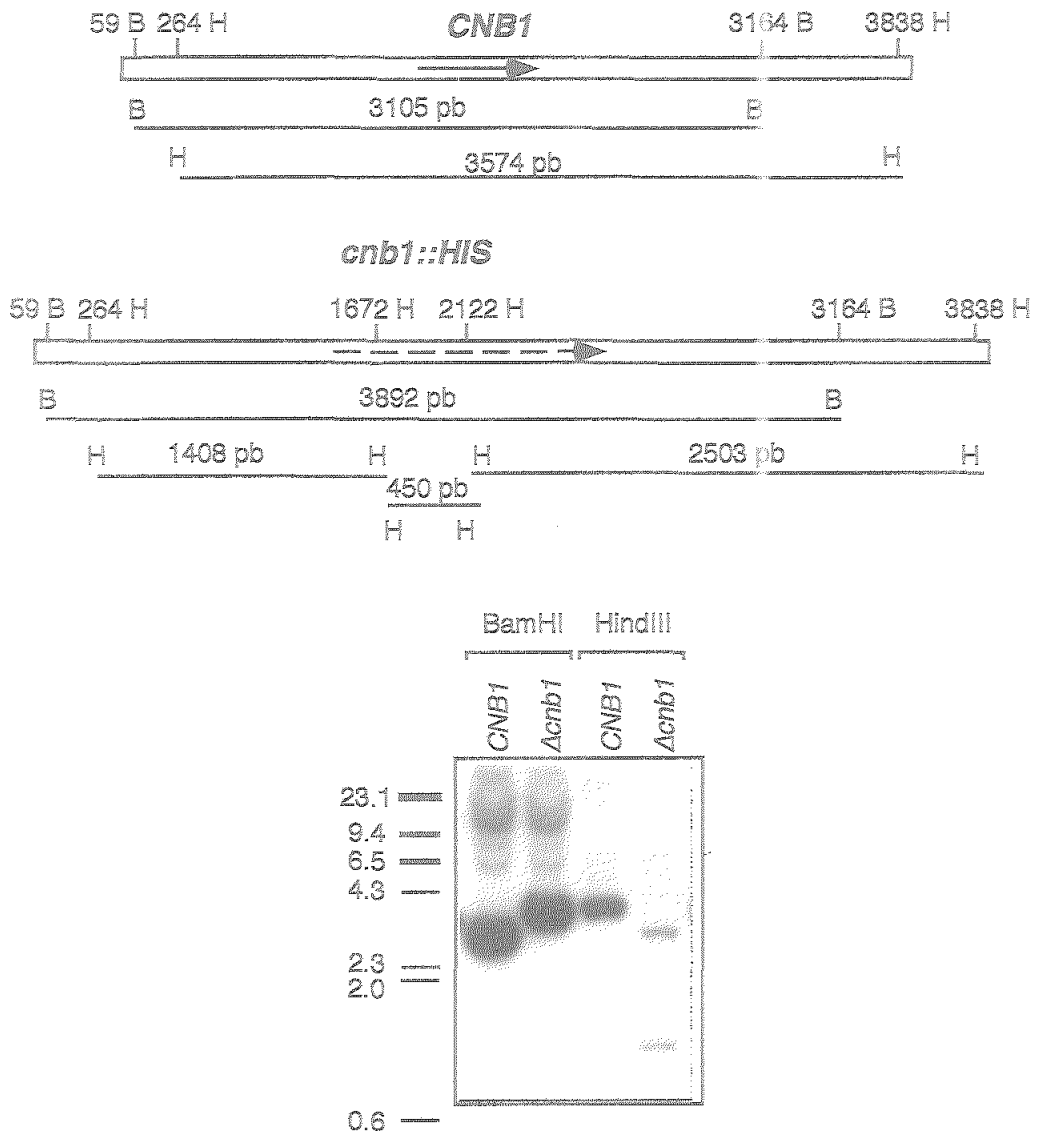 CNB1
59 B 264 H 3164 B 3838 H
3105 pb
B B
3574 pb
H H
cnb1::HIS
59 B 264 H 1672 H 2122 H 3164 B 3838 H
B 3892 pb B
H 1408 pb H H 2503 pb H
450 pb
H H
BamHI HindIII
CNB1 Δcnb1 CNB1 Δcnb1
23.1
9.4
6.5
4.3
2.3
2.0
0.6